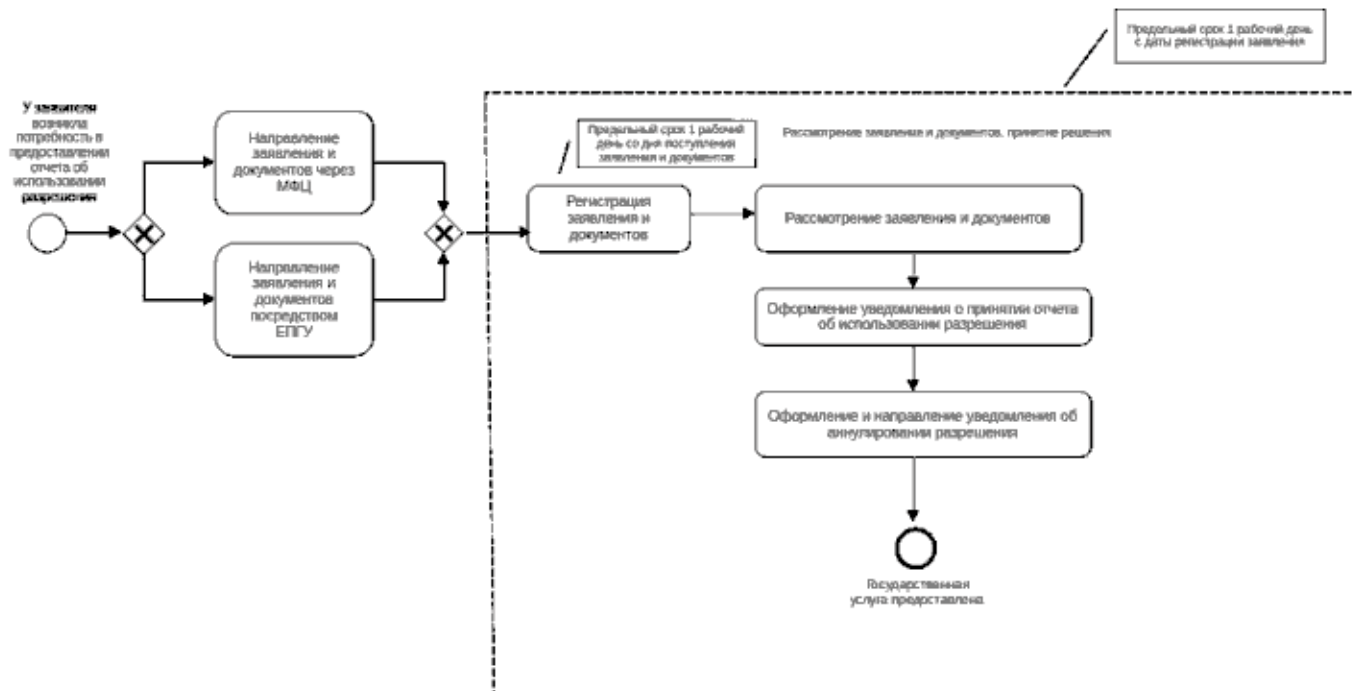 Предельный срок 1 рабочий день
с даты регистрации заявления
У заявителя
возникла
потребность в
предоставлении
отчета об
использовании
разрешения
Направление
заявления и
документов через
МФЦ
Направление
заявления и
документов
посредством
ЕПГУ
Предельный срок 1 рабочий
день со дня поступления
заявления и документов
Рассмотрение заявления и документов, принятие решения
Регистрация
заявления и
документов
Рассмотрение заявления и документов
Оформление уведомления о принятии отчета
об использовании разрешения
Оформление и направление уведомления об
аннулировании разрешения
Государственная
услуга предоставлена